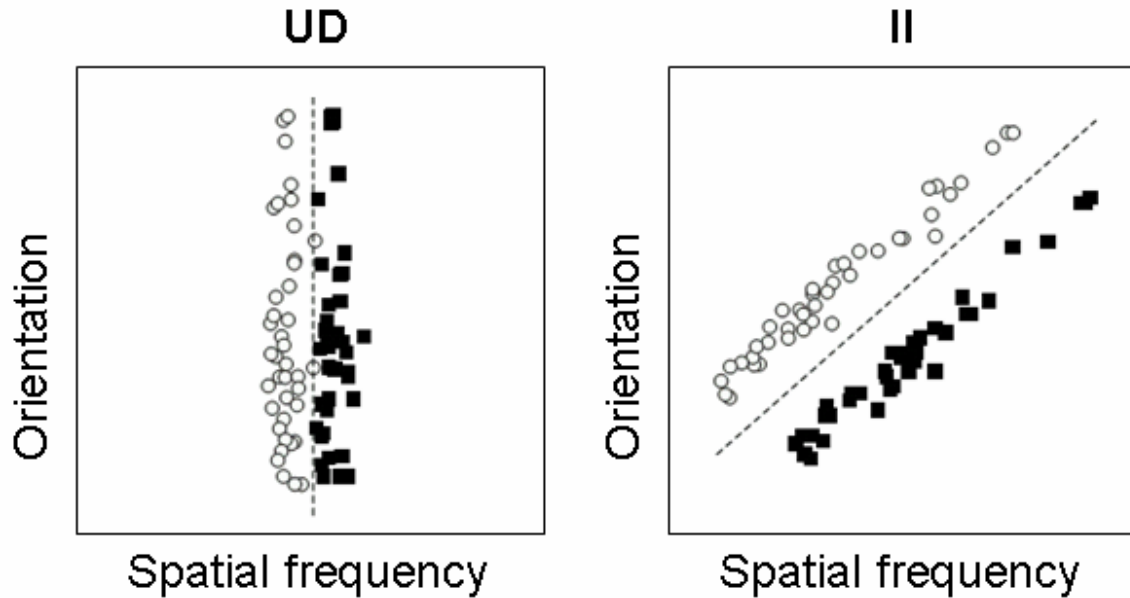 UD
II
Orientation
Orientation
Spatial frequency
Spatial frequency